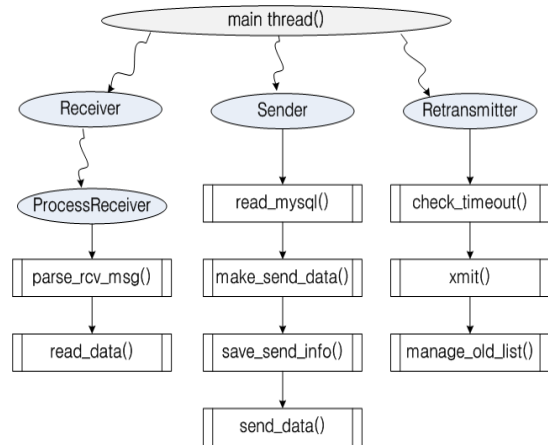 main thread()
Receiver
Sender
Retransmitter
ProcessReceiver
read_mysql()
check_timeout()
parse_rcv_msg()
make_send_data()
xmit()
read_data()
save_send_info()
manage_old_list()
send_data()